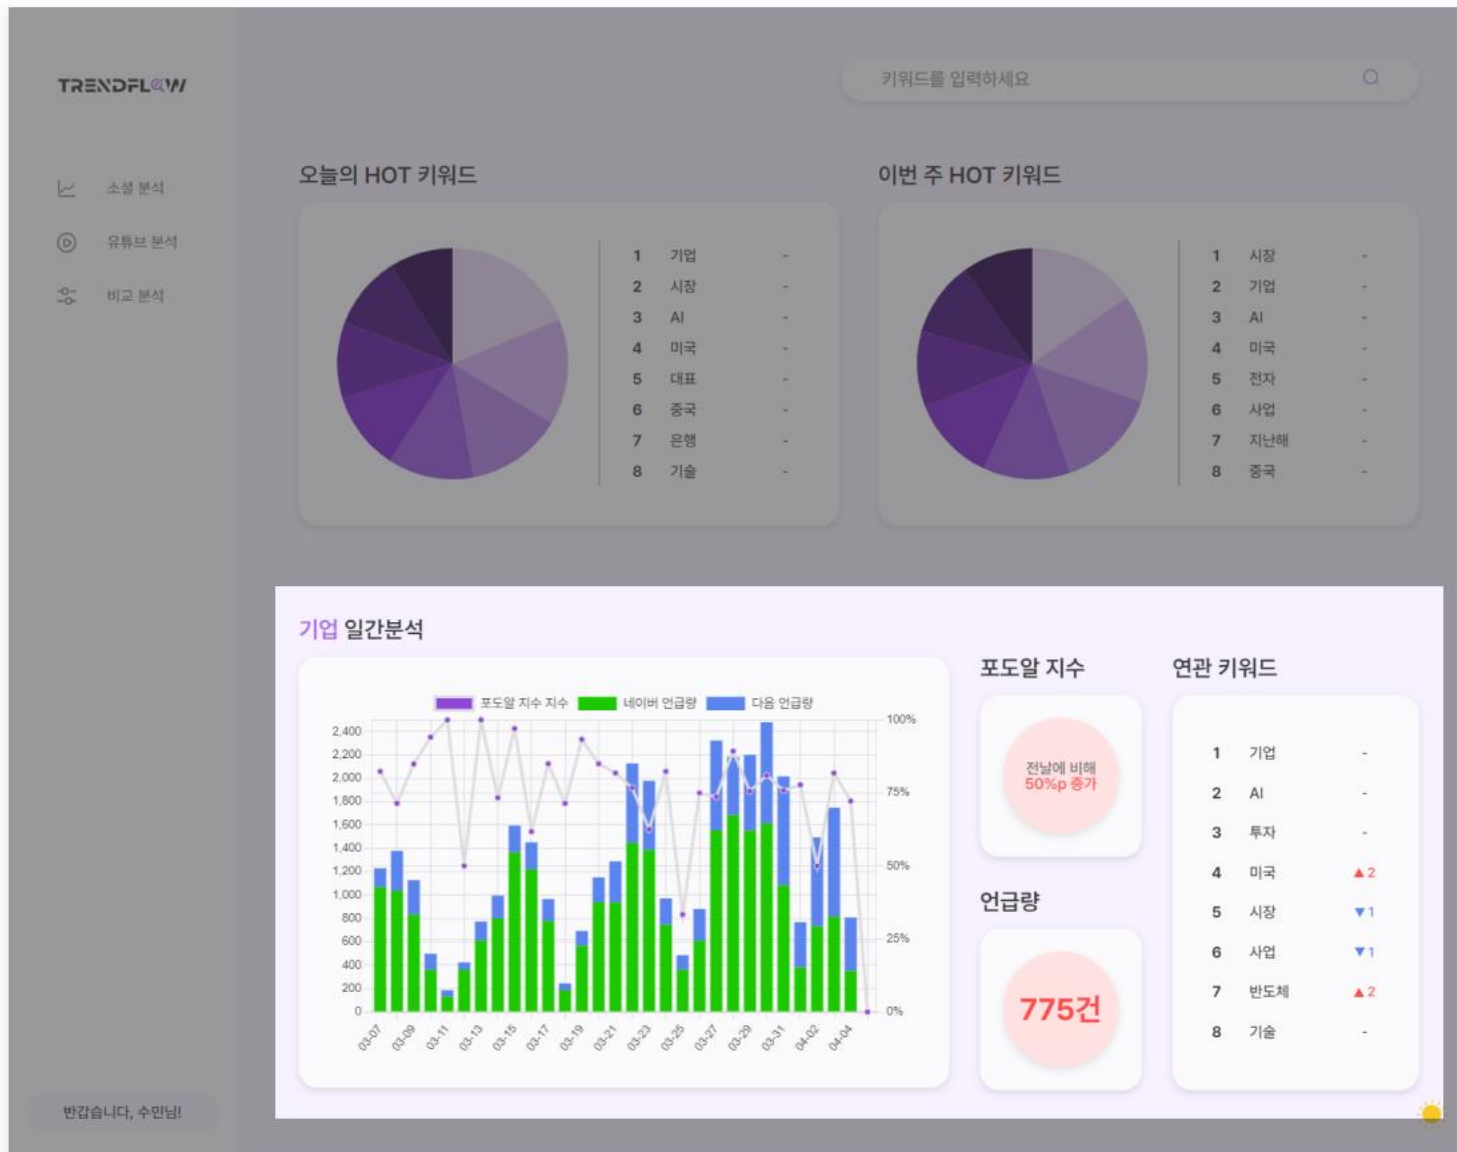 TRENDFLOW
키워드를 입력하세요
소셜 분석
유튜브 분석
비교 분석
오늘의 HOT 키워드
1 기업 -
2 시장 -
3 AI -
4 미국 -
5 대표 -
6 중국 -
7 은행 -
8 기술 -
이번 주 HOT 키워드
1 시장 -
2 기업 -
3 AI -
4 미국 -
5 전자 -
6 사업 -
7 지난해 -
8 중국 -
기업 일간분석
포도알 지수 지수 네이버 언급량 다음 언급량
2,400
2,200
2,000
1,800
1,600
1,400
1,200
1,000
800
600
400
200
0
100%
75%
50%
25%
0%
03-07 03-09 03-11 03-13 03-15 03-17 03-19 03-21 03-23 03-25 03-27 03-29 03-31 04-02 04-04
포도알 지수
전날에 비해
50%p 증가
언급량
775건
연관 키워드
1 기업 -
2 AI -
3 투자 -
4 미국 ▲2
5 시장 ▼1
6 사업 ▼1
7 반도체 ▲2
8 기술 -
반갑습니다, 수민님!